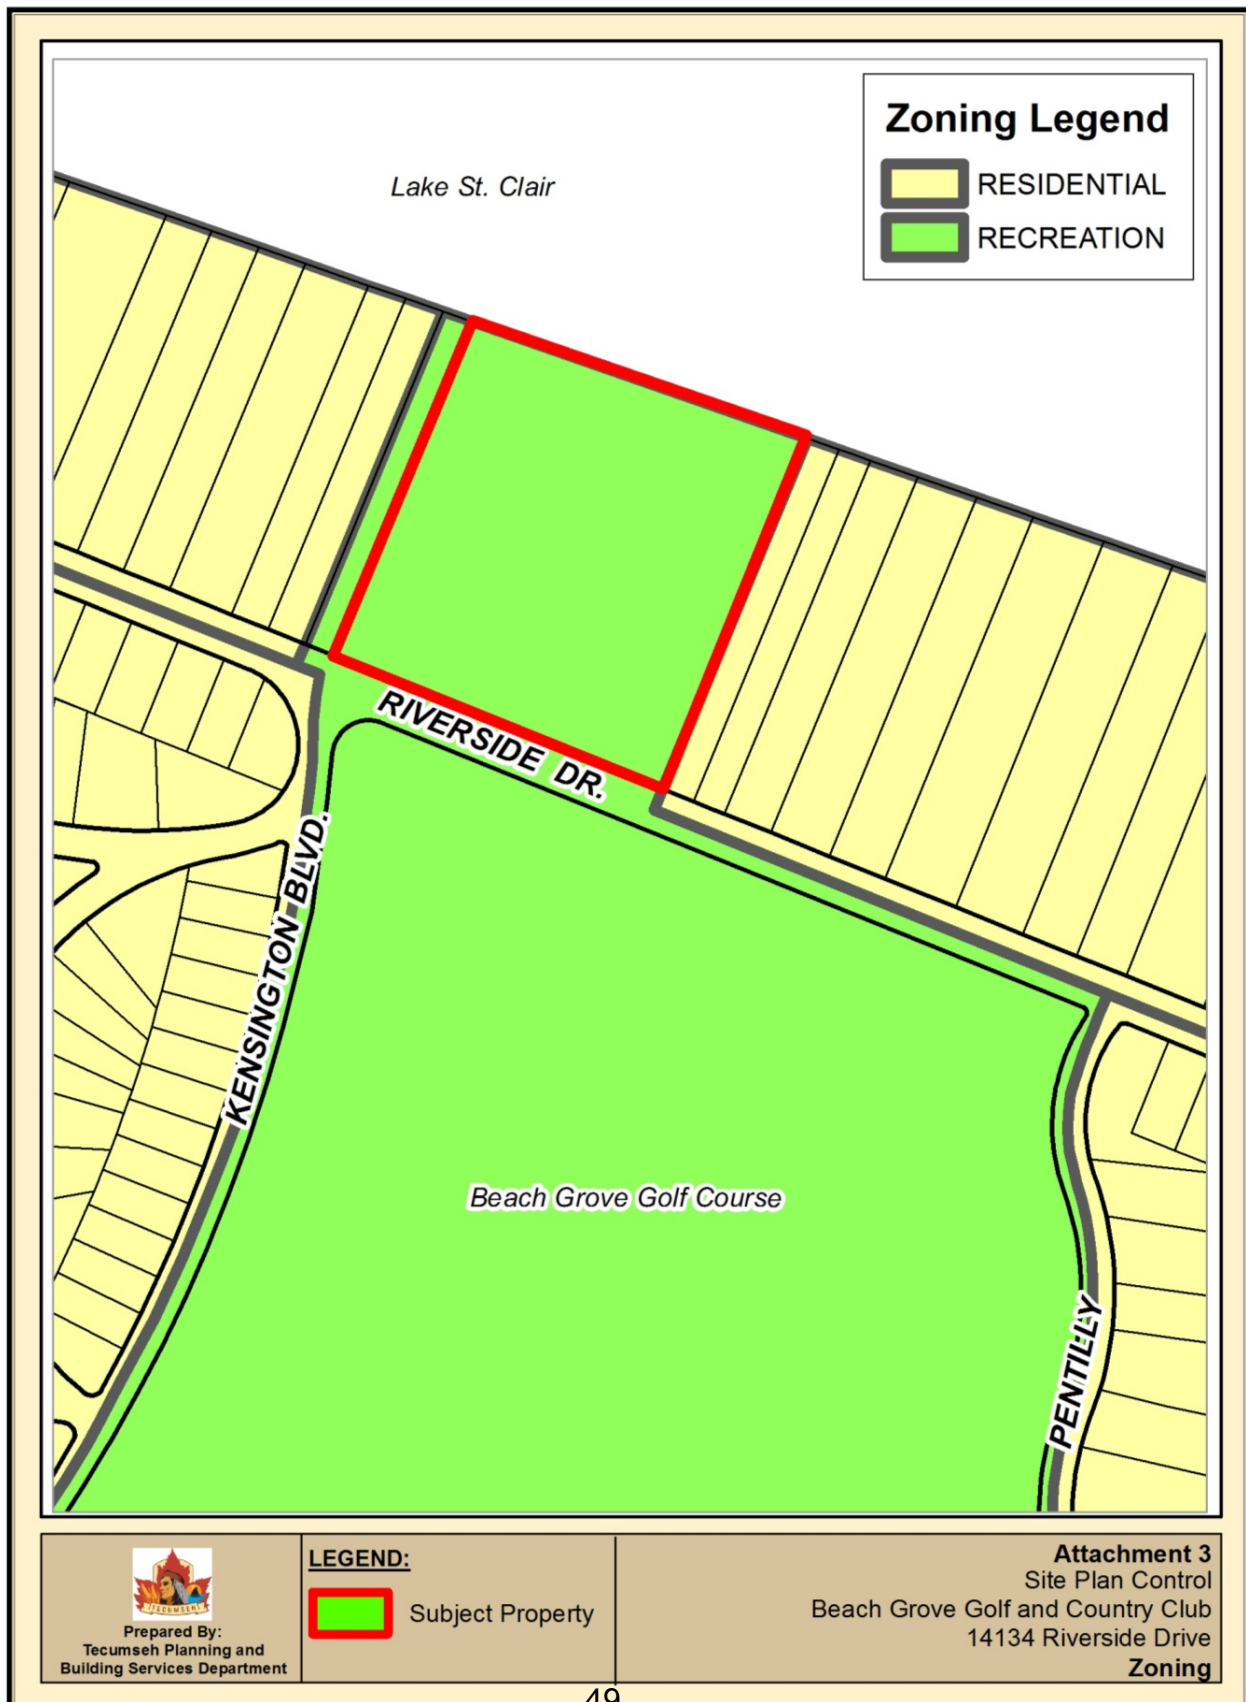 Zoning Legend
RESIDENTIAL
RECREATION
Lake St. Clair
RIVERSIDE DR.
KENSINGTON BLVD.
Beach Grove Golf Course
PENTILLY
TECUMSEH
Prepared By:
Tecumseh Planning and
Building Services Department
LEGEND:
Subject Property
Attachment 3
Site Plan Control
Beach Grove Golf and Country Club
14134 Riverside Drive
Zoning
49